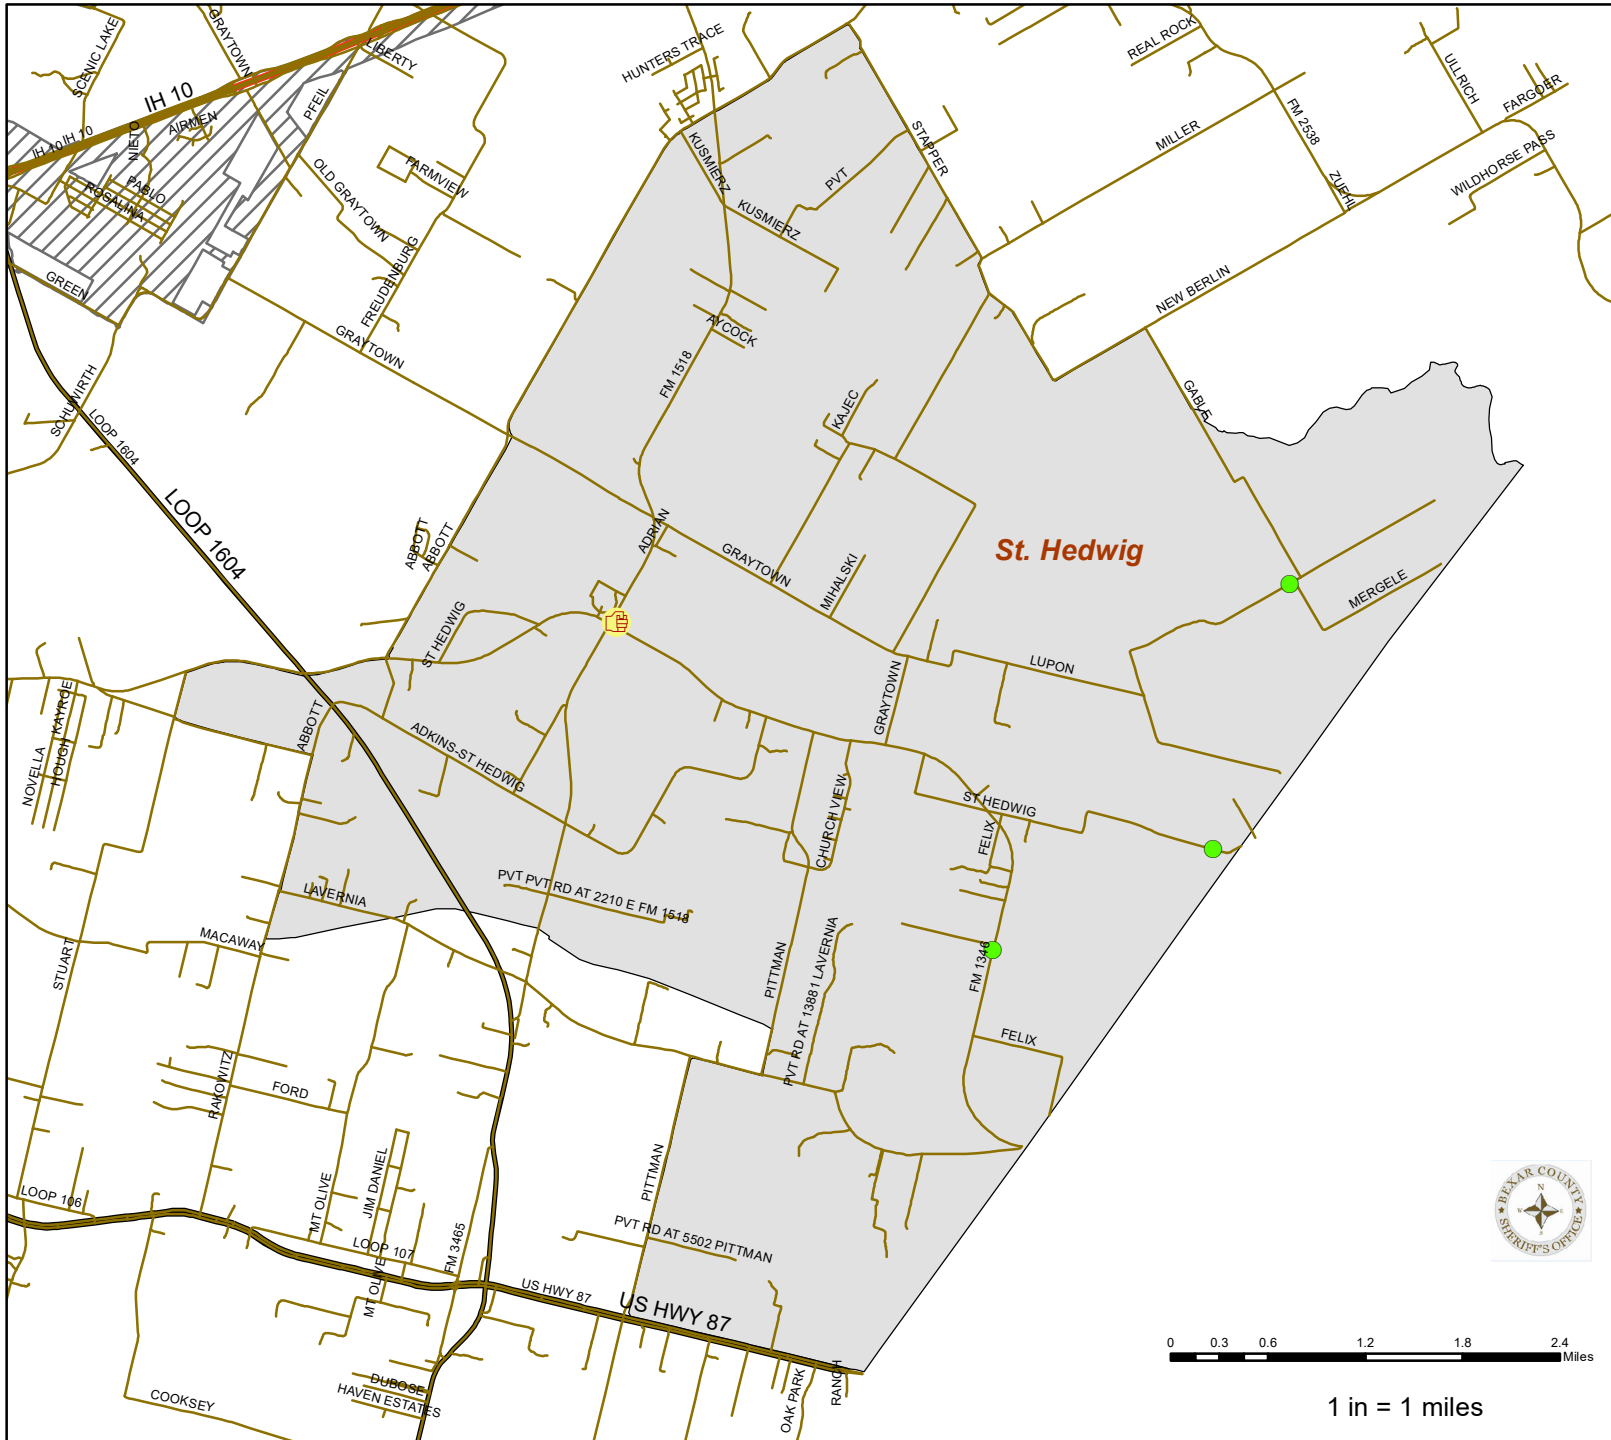 SCENIC LAKE
GRAYTOWN
LIBERTY
HUNTERS TRACE
REAL ROCK
ULLRICH
FARGOER
IH 10
PFEIL
IH 10
IH 10
NIETO
AIRMEN
FM 2538
MILLER
STAPPER
WILDHORSE PASS
KUSMIERZ
OLD GRAYTOWN
FARMVIEW
PABLO
ROSALINA
PVT
ZUEHL
KUSMIERZ
GREEN
FREUDENBURG
NEW BERLIN
GRAYTOWN
AYCOCK
FM 1518
SCHUWIRTH
LOOP 1604
KAJEC
GABLE
LOOP 1604
ABBOTT
ABBOTT
ADRIAN
GRAYTOWN
MIHALSKI
St. Hedwig
MERGELE
ST HEDWIG
LUPON
GRAYTOWN
KAYROE
NOVELLA
HOUGH
ABBOTT
ADKINS-ST HEDWIG
CHURCH VIEW
ST HEDWIG
FELIX
LAVERNIA
PVT PVT RD AT 2210 E FM 1518
MACAWAY
STUART
PITTMAN
PVT RD AT 13881 LAVERNIA
FM 1346
FELIX
RAKOWITZ
FORD
JIM DANIEL
MT OLIVE
PITTMAN
LOOP 106
LOOP 107
FM 3465
PVT RD AT 5502 PITTMAN
MT OLIVE
US HWY 87
US HWY 87
DUBOSE
HAVEN ESTATES
COOKSEY
OAK PARK
RANCH
BEXAR COUNTY
N
W E
S
SHERIFF'S OFFICE
0 0.3 0.6 1.2 1.8 2.4
Miles
1 in = 1 miles